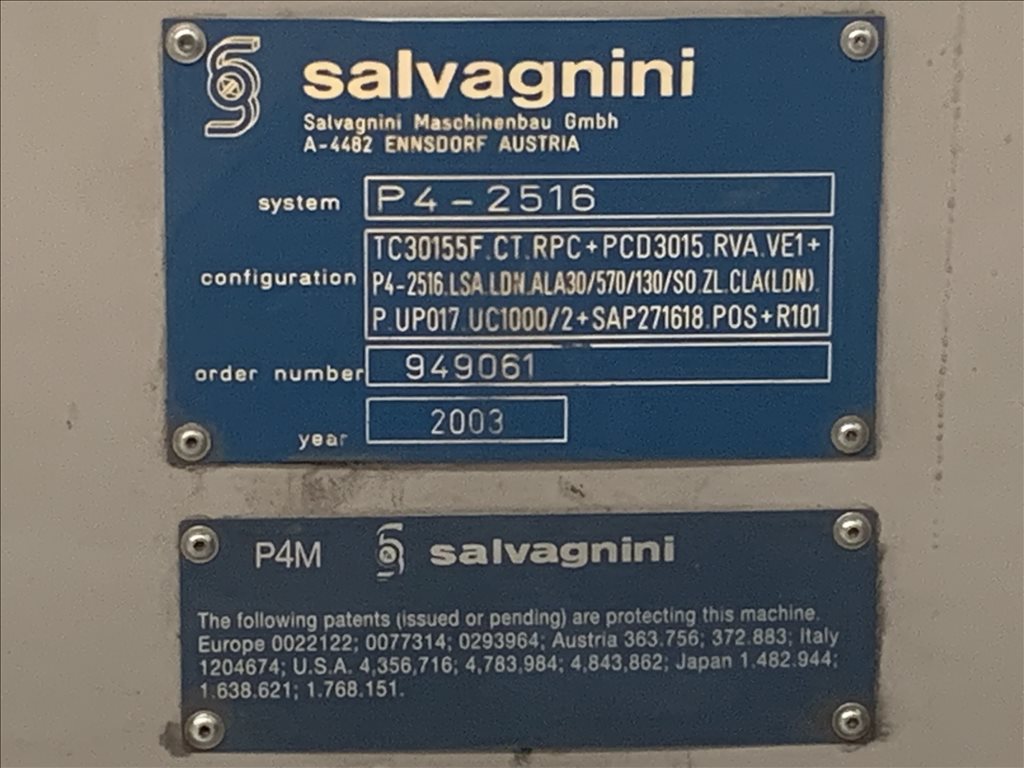 salvagnini
Salvagnini Maschinenbau Gmbh
A-4482 ENNSDORF AUSTRIA
system P4-2516
configuration TC30155F.CT.RPC+PCD3015.RVA.VE1+
P4-2516.LSA.LDN.ALA30/570/130/SO.ZL.CLA(LDN).
P.UP017.UC1000/2+SAP271618.POS+R101
order number 949061
year 2003
P4M salvagnini
The following patents (issued or pending) are protecting this machine.
Europe 0022122; 0077314; 0293964; Austria 363.756; 372.883; Italy
1204674; U.S.A. 4,356,716; 4,783,984; 4,843,862; Japan 1.482.944;
1.638.621; 1.768.151.